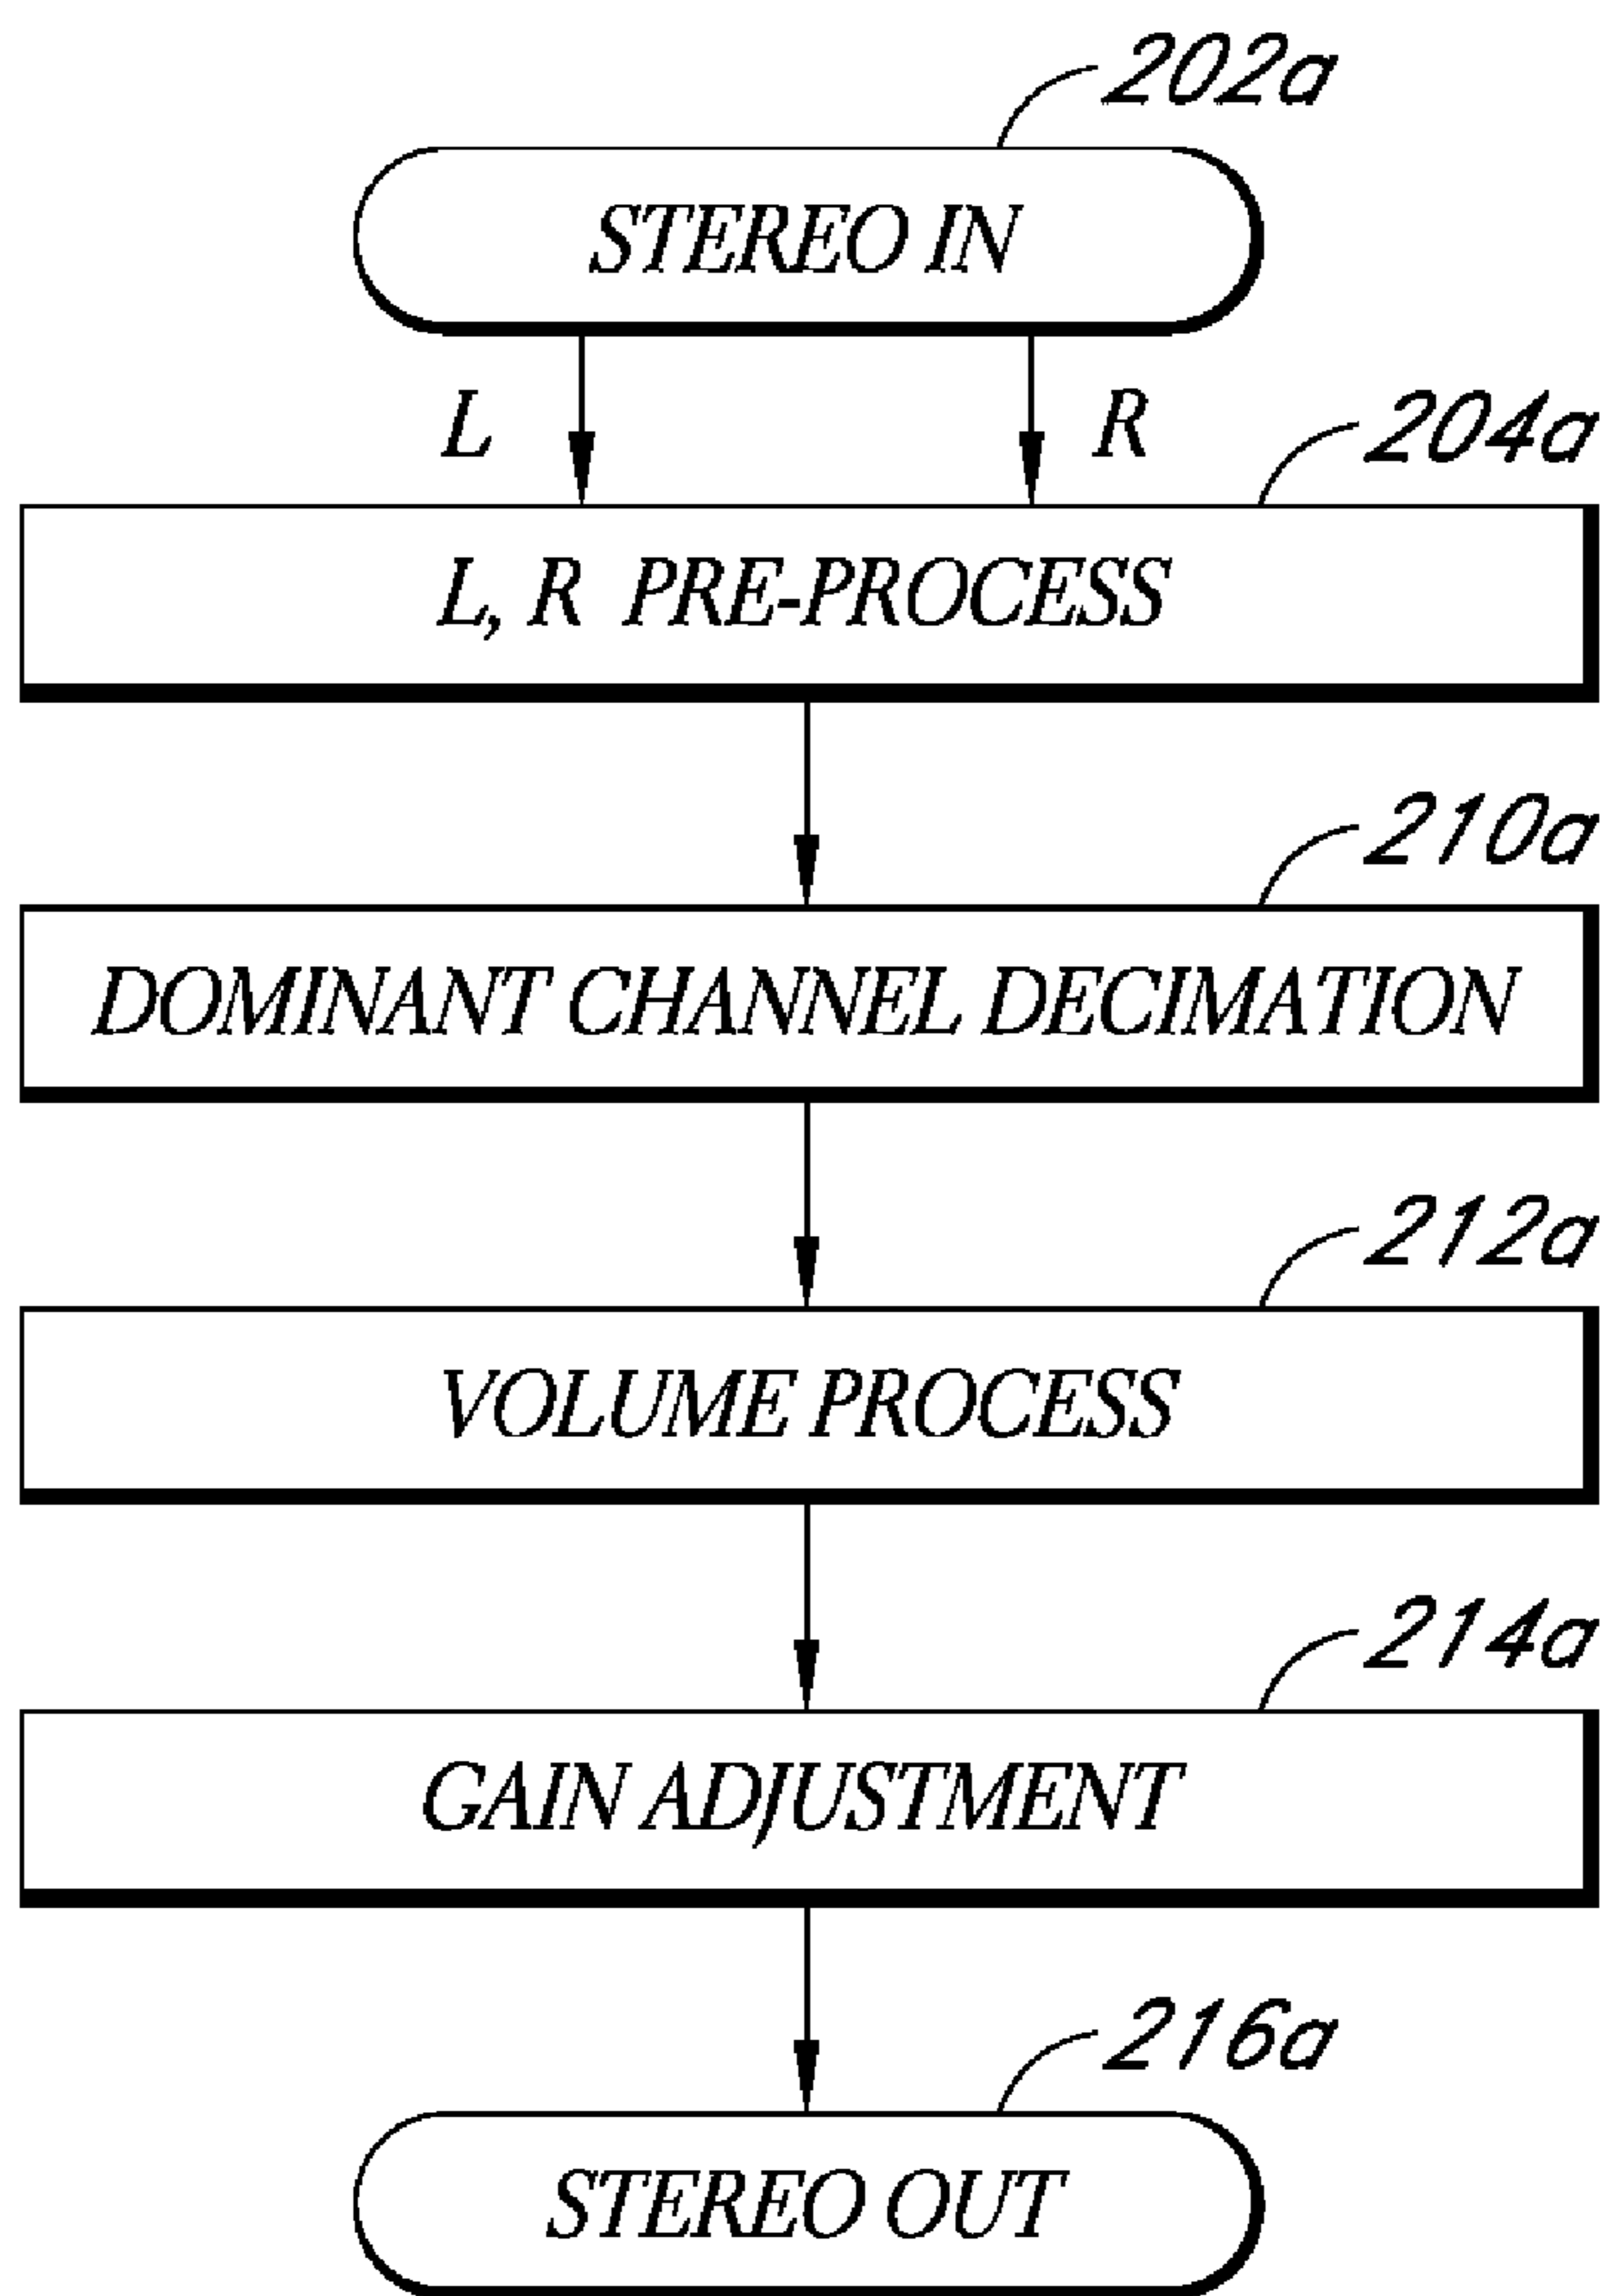 202a
STEREO IN
L R
204a
L, R PRE-PROCESS
210a
DOMINANT CHANNEL DECIMATION
212a
VOLUME PROCESS
214a
GAIN ADJUSTMENT
216a
STEREO OUT